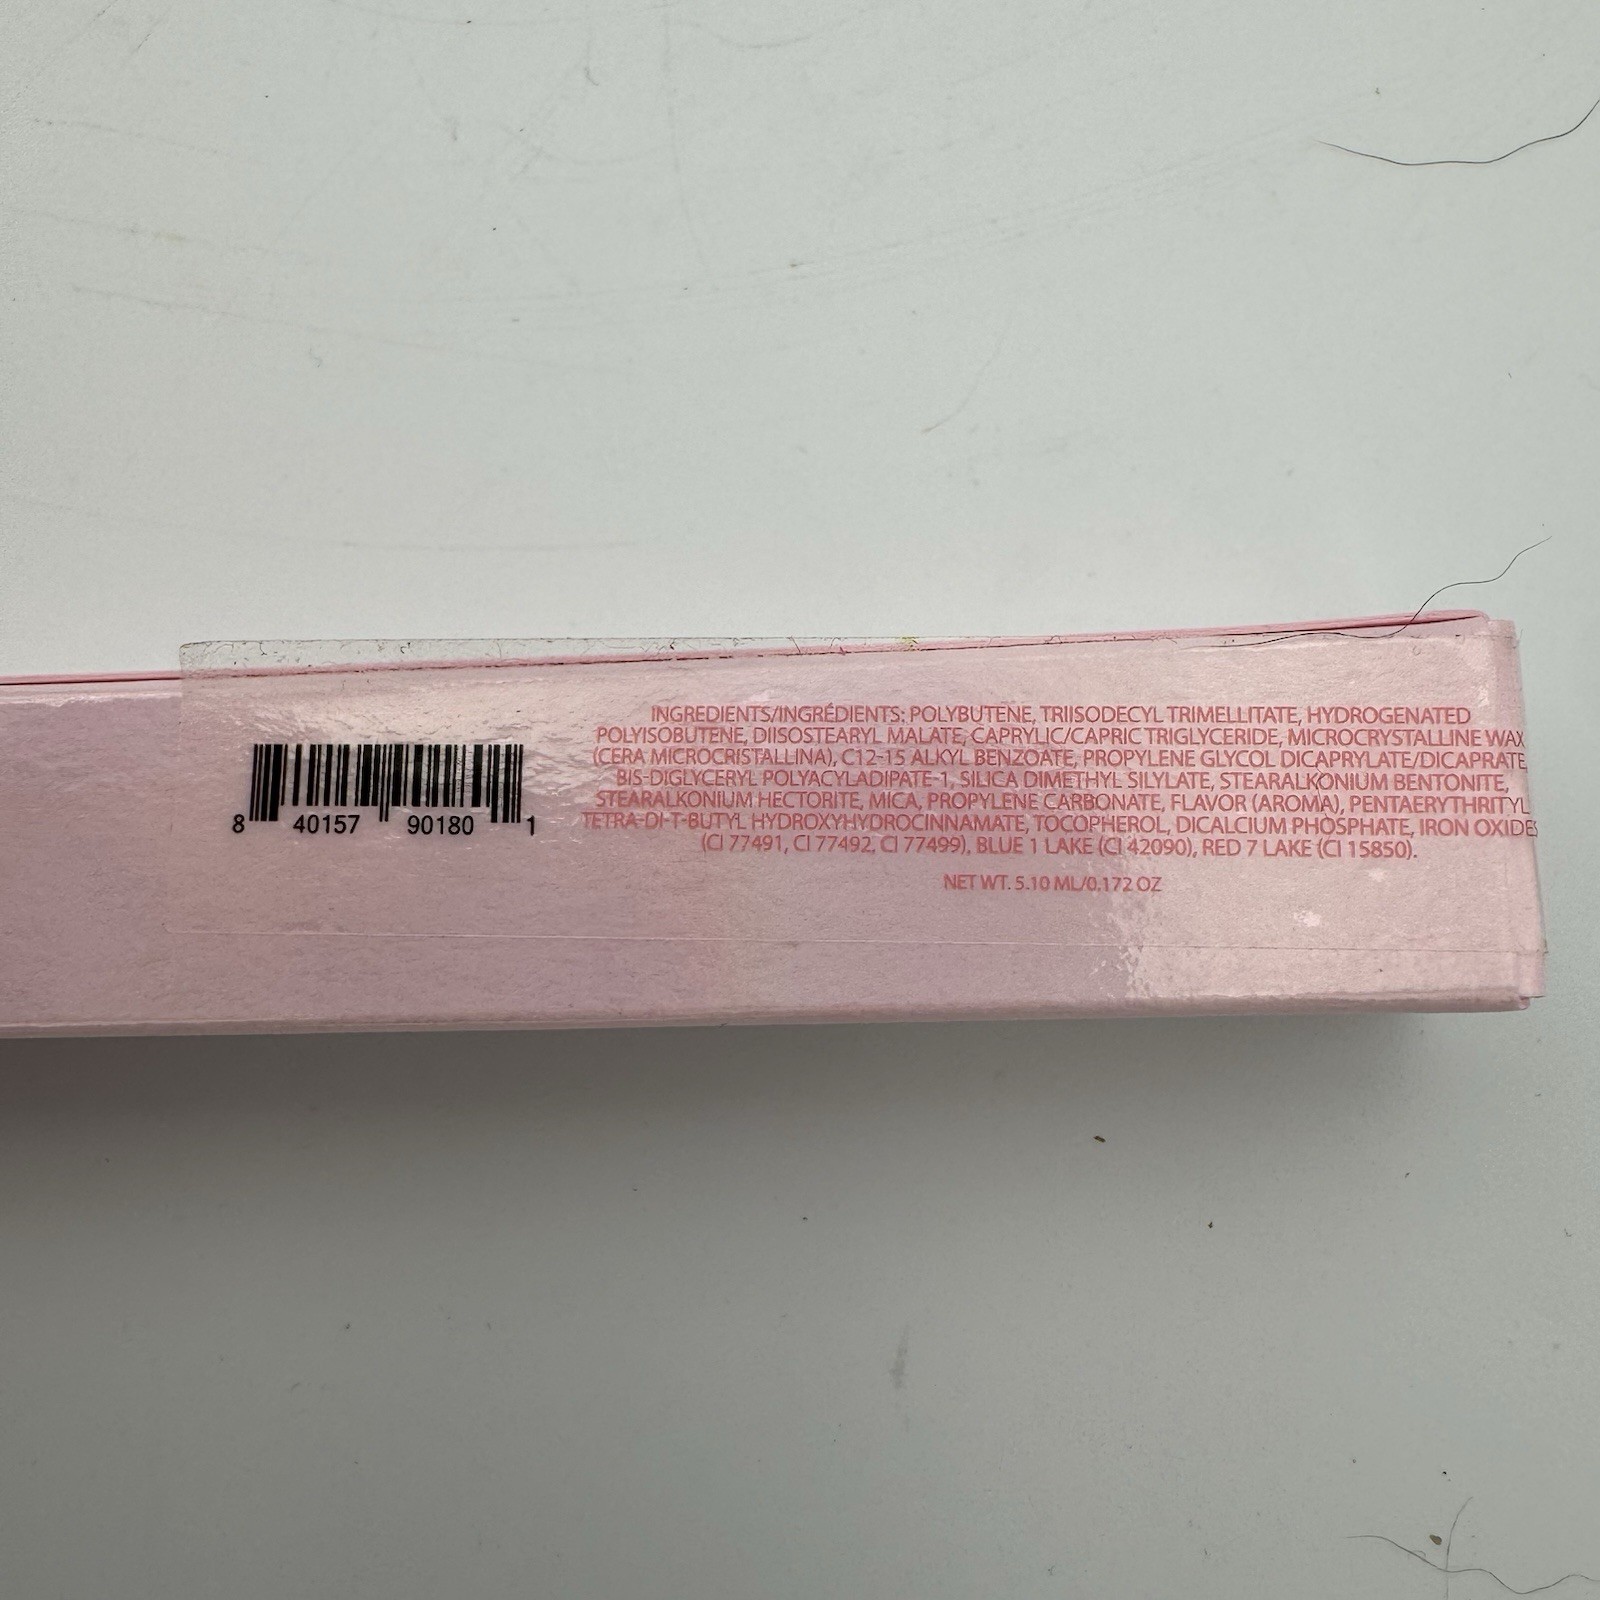 8 40157 90180 1
INGREDIENTS/INGRÉDIENTS: POLYBUTENE, TRIISODECYL TRIMELLITATE, HYDROGENATED
POLYISOBUTENE, DIISOSTEARYL MALATE, CAPRYLIC/CAPRIC TRIGLYCERIDE, MICROCRYSTALLINE WAX
(CERA MICROCRISTALLINA), C12-15 ALKYL BENZOATE, PROPYLENE GLYCOL DICAPRYLATE/DICAPRATE,
BIS-DIGLYCERYL POLYACYLADIPATE-1, SILICA DIMETHYL SILYLATE, STEARALKONIUM BENTONITE,
STEARALKONIUM HECTORITE, MICA, PROPYLENE CARBONATE, FLAVOR (AROMA), PENTAERYTHRITYL
TETRA-DI-T-BUTYL HYDROXYHYDROCINNAMATE, TOCOPHEROL, DICALCIUM PHOSPHATE, IRON OXIDES
(CI 77491, CI 77492, CI 77499), BLUE 1 LAKE (CI 42090), RED 7 LAKE (CI 15850).
NET WT. 5.10 ML/0.172 OZ